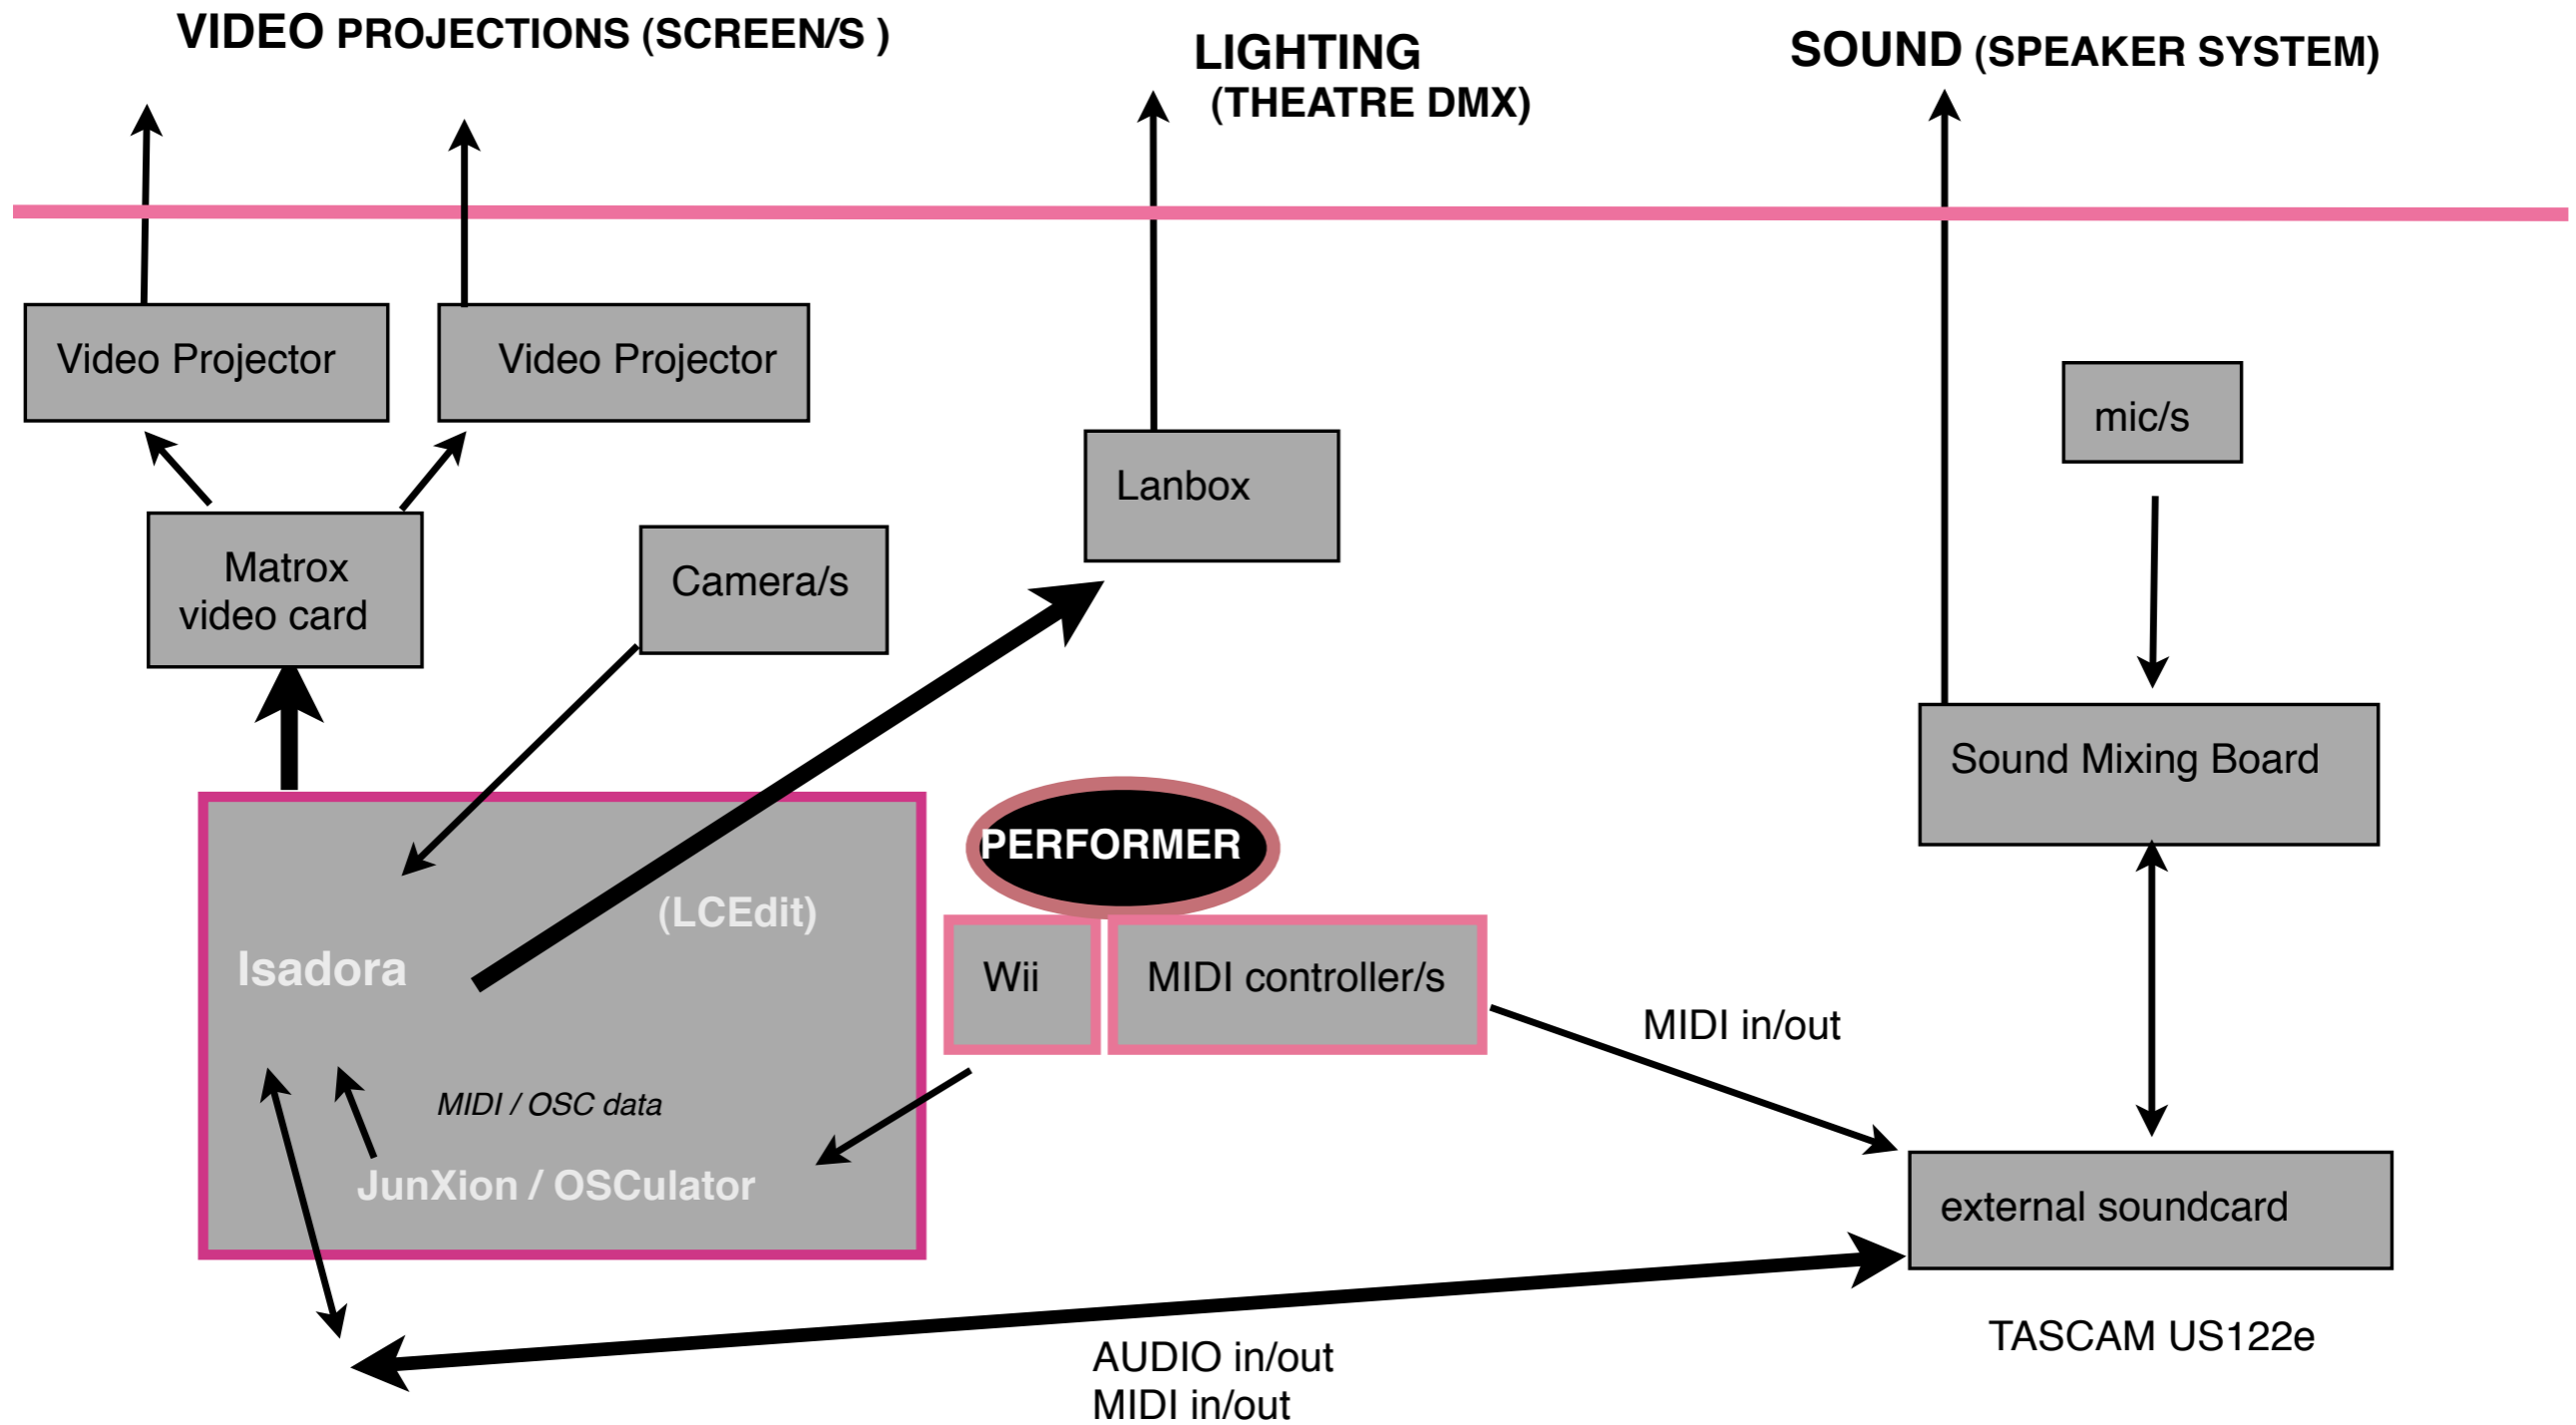 VIDEO PROJECTIONS (SCREEN/S )
LIGHTING
(THEATRE DMX)
SOUND (SPEAKER SYSTEM)
Video Projector
Video Projector
mic/s
Lanbox
Matrox
video card
Camera/s
Sound Mixing Board
PERFORMER
(LCEdit)
Isadora
Wii
MIDI controller/s
MIDI in/out
MIDI / OSC data
JunXion / OSCulator
external soundcard
TASCAM US122e
AUDIO in/out
MIDI in/out